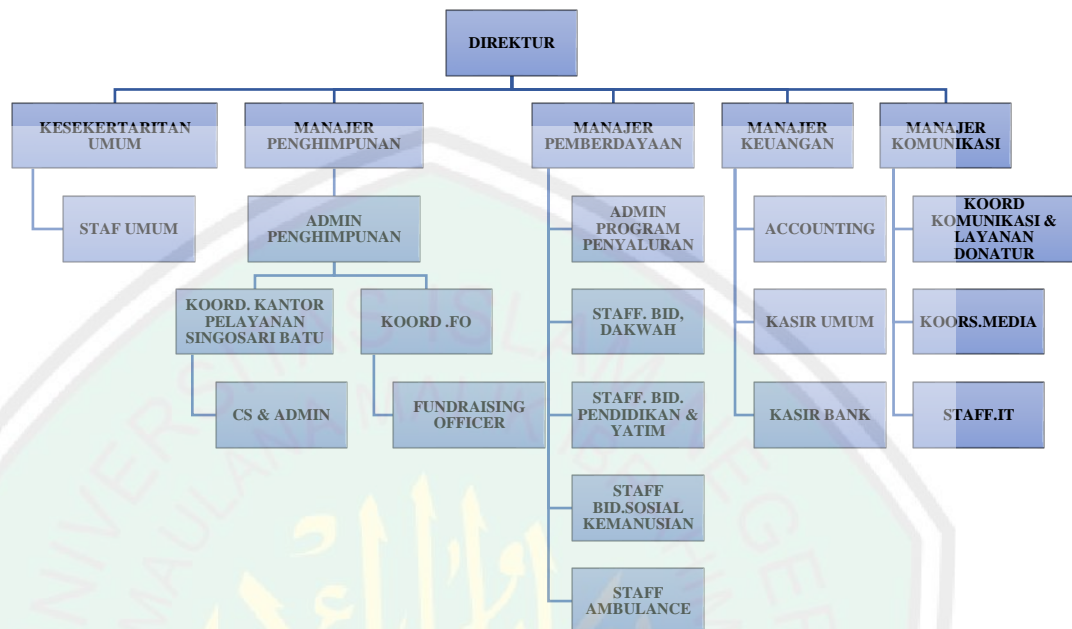 DIREKTUR
KESEKERTARITAN
UMUM
MANAJER
PENGHIMPUNAN
MANAJER
PEMBERDAYAAN
MANAJER
KEUANGAN
MANAJER
KOMUNIKASI
STAF UMUM
ADMIN
PENGHIMPUNAN
ADMIN
PROGRAM
PENYALURAN
ACCOUNTING
KOORD
KOMUNIKASI &
LAYANAN
DONATUR
KOORD. KANTOR
PELAYANAN
SINGOSARI BATU
KOORD .FO
STAFF. BID,
DAKWAH
KASIR UMUM
KOORS.MEDIA
CS & ADMIN
FUNDRAISING
OFFICER
STAFF. BID.
PENDIDIKAN &
YATIM
KASIR BANK
STAFF.IT
STAFF
BID.SOSIAL
KEMANUSIAN
STAFF
AMBULANCE